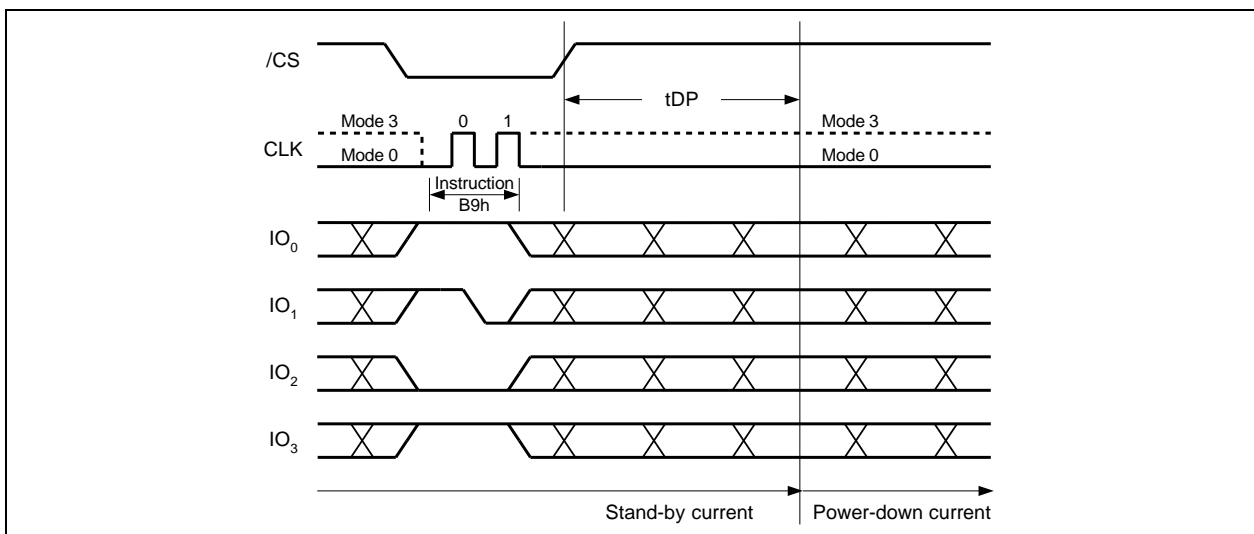 /CS
tDP
Mode 3 0 1 Mode 3
CLK
Mode 0 Mode 0
Instruction
B9h
IO0
IO1
IO2
IO3
Stand-by current Power-down current